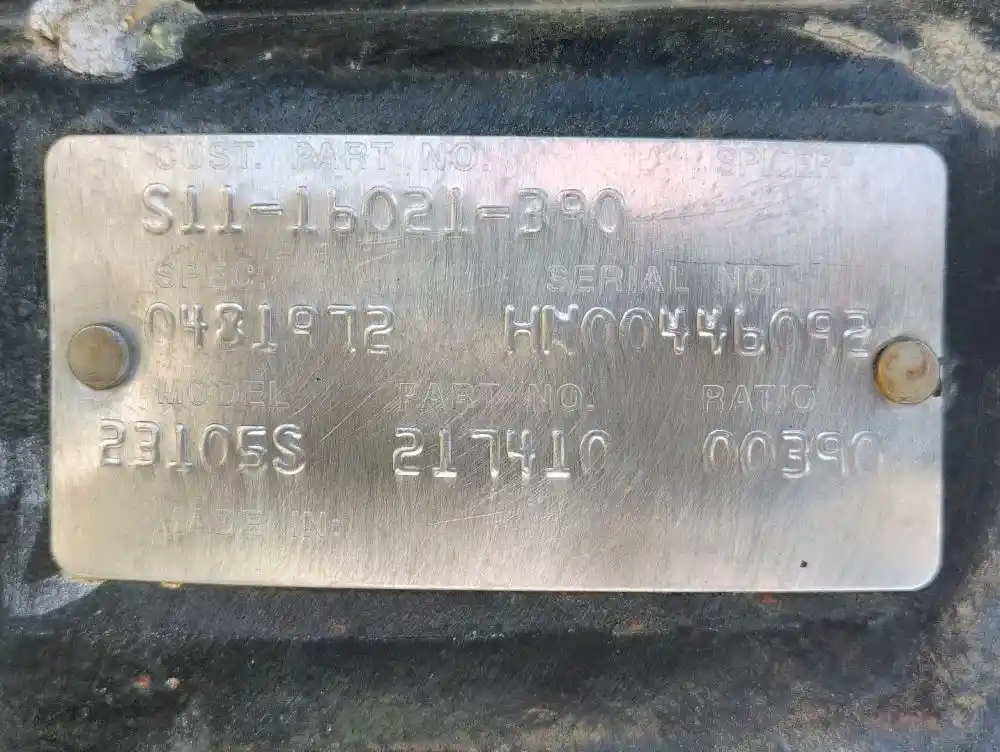 CUST. PART NO. SPICER®
S11-16021-390
SPEC. SERIAL NO.
0481972 HK00446092
MODEL PART NO. RATIO
23105S 217410 00390
MADE IN: